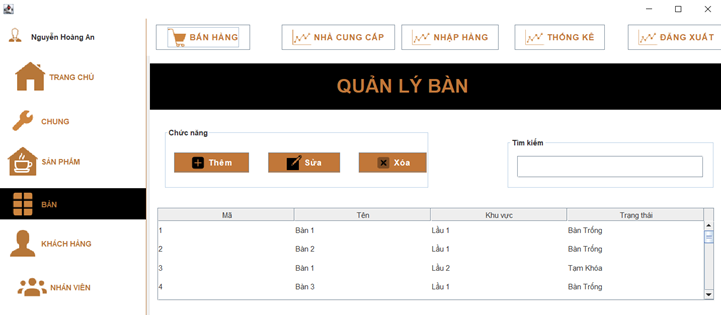 Nguyễn Hoàng An
BÁN HÀNG
NHÀ CUNG CẤP
NHẬP HÀNG
THỐNG KÊ
ĐĂNG XUẤT
TRANG CHỦ
CHUNG
SẢN PHẨM
BÀN
KHÁCH HÀNG
NHÂN VIÊN
QUẢN LÝ BÀN
Chức năng
Thêm
Sửa
Xóa
Tìm kiếm
Mã Tên Khu vực Trạng thái
1 Bàn 1 Lầu 1 Bàn Trống
2 Bàn 2 Lầu 1 Bàn Trống
3 Bàn 1 Lầu 2 Tạm Khóa
4 Bàn 3 Lầu 1 Bàn Trống